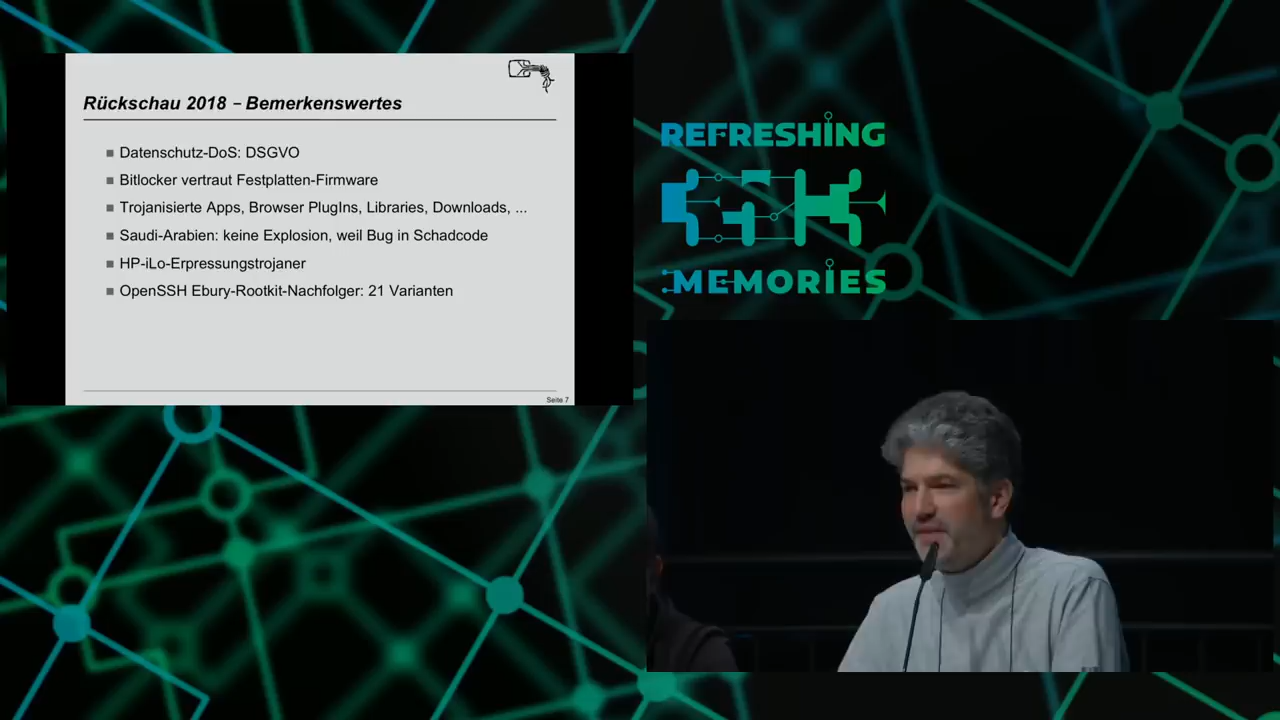 Rückschau 2018 – Bemerkenswertes
Datenschutz-DoS: DSGVO
Bitlocker vertraut Festplatten-Firmware
Trojanisierte Apps, Browser PlugIns, Libraries, Downloads, ...
Saudi-Arabien: keine Explosion, weil Bug in Schadcode
HP-iLo-Erpressungstrojaner
OpenSSH Ebury-Rootkit-Nachfolger: 21 Varianten
Seite 7
REFRESHING
MEMORIES